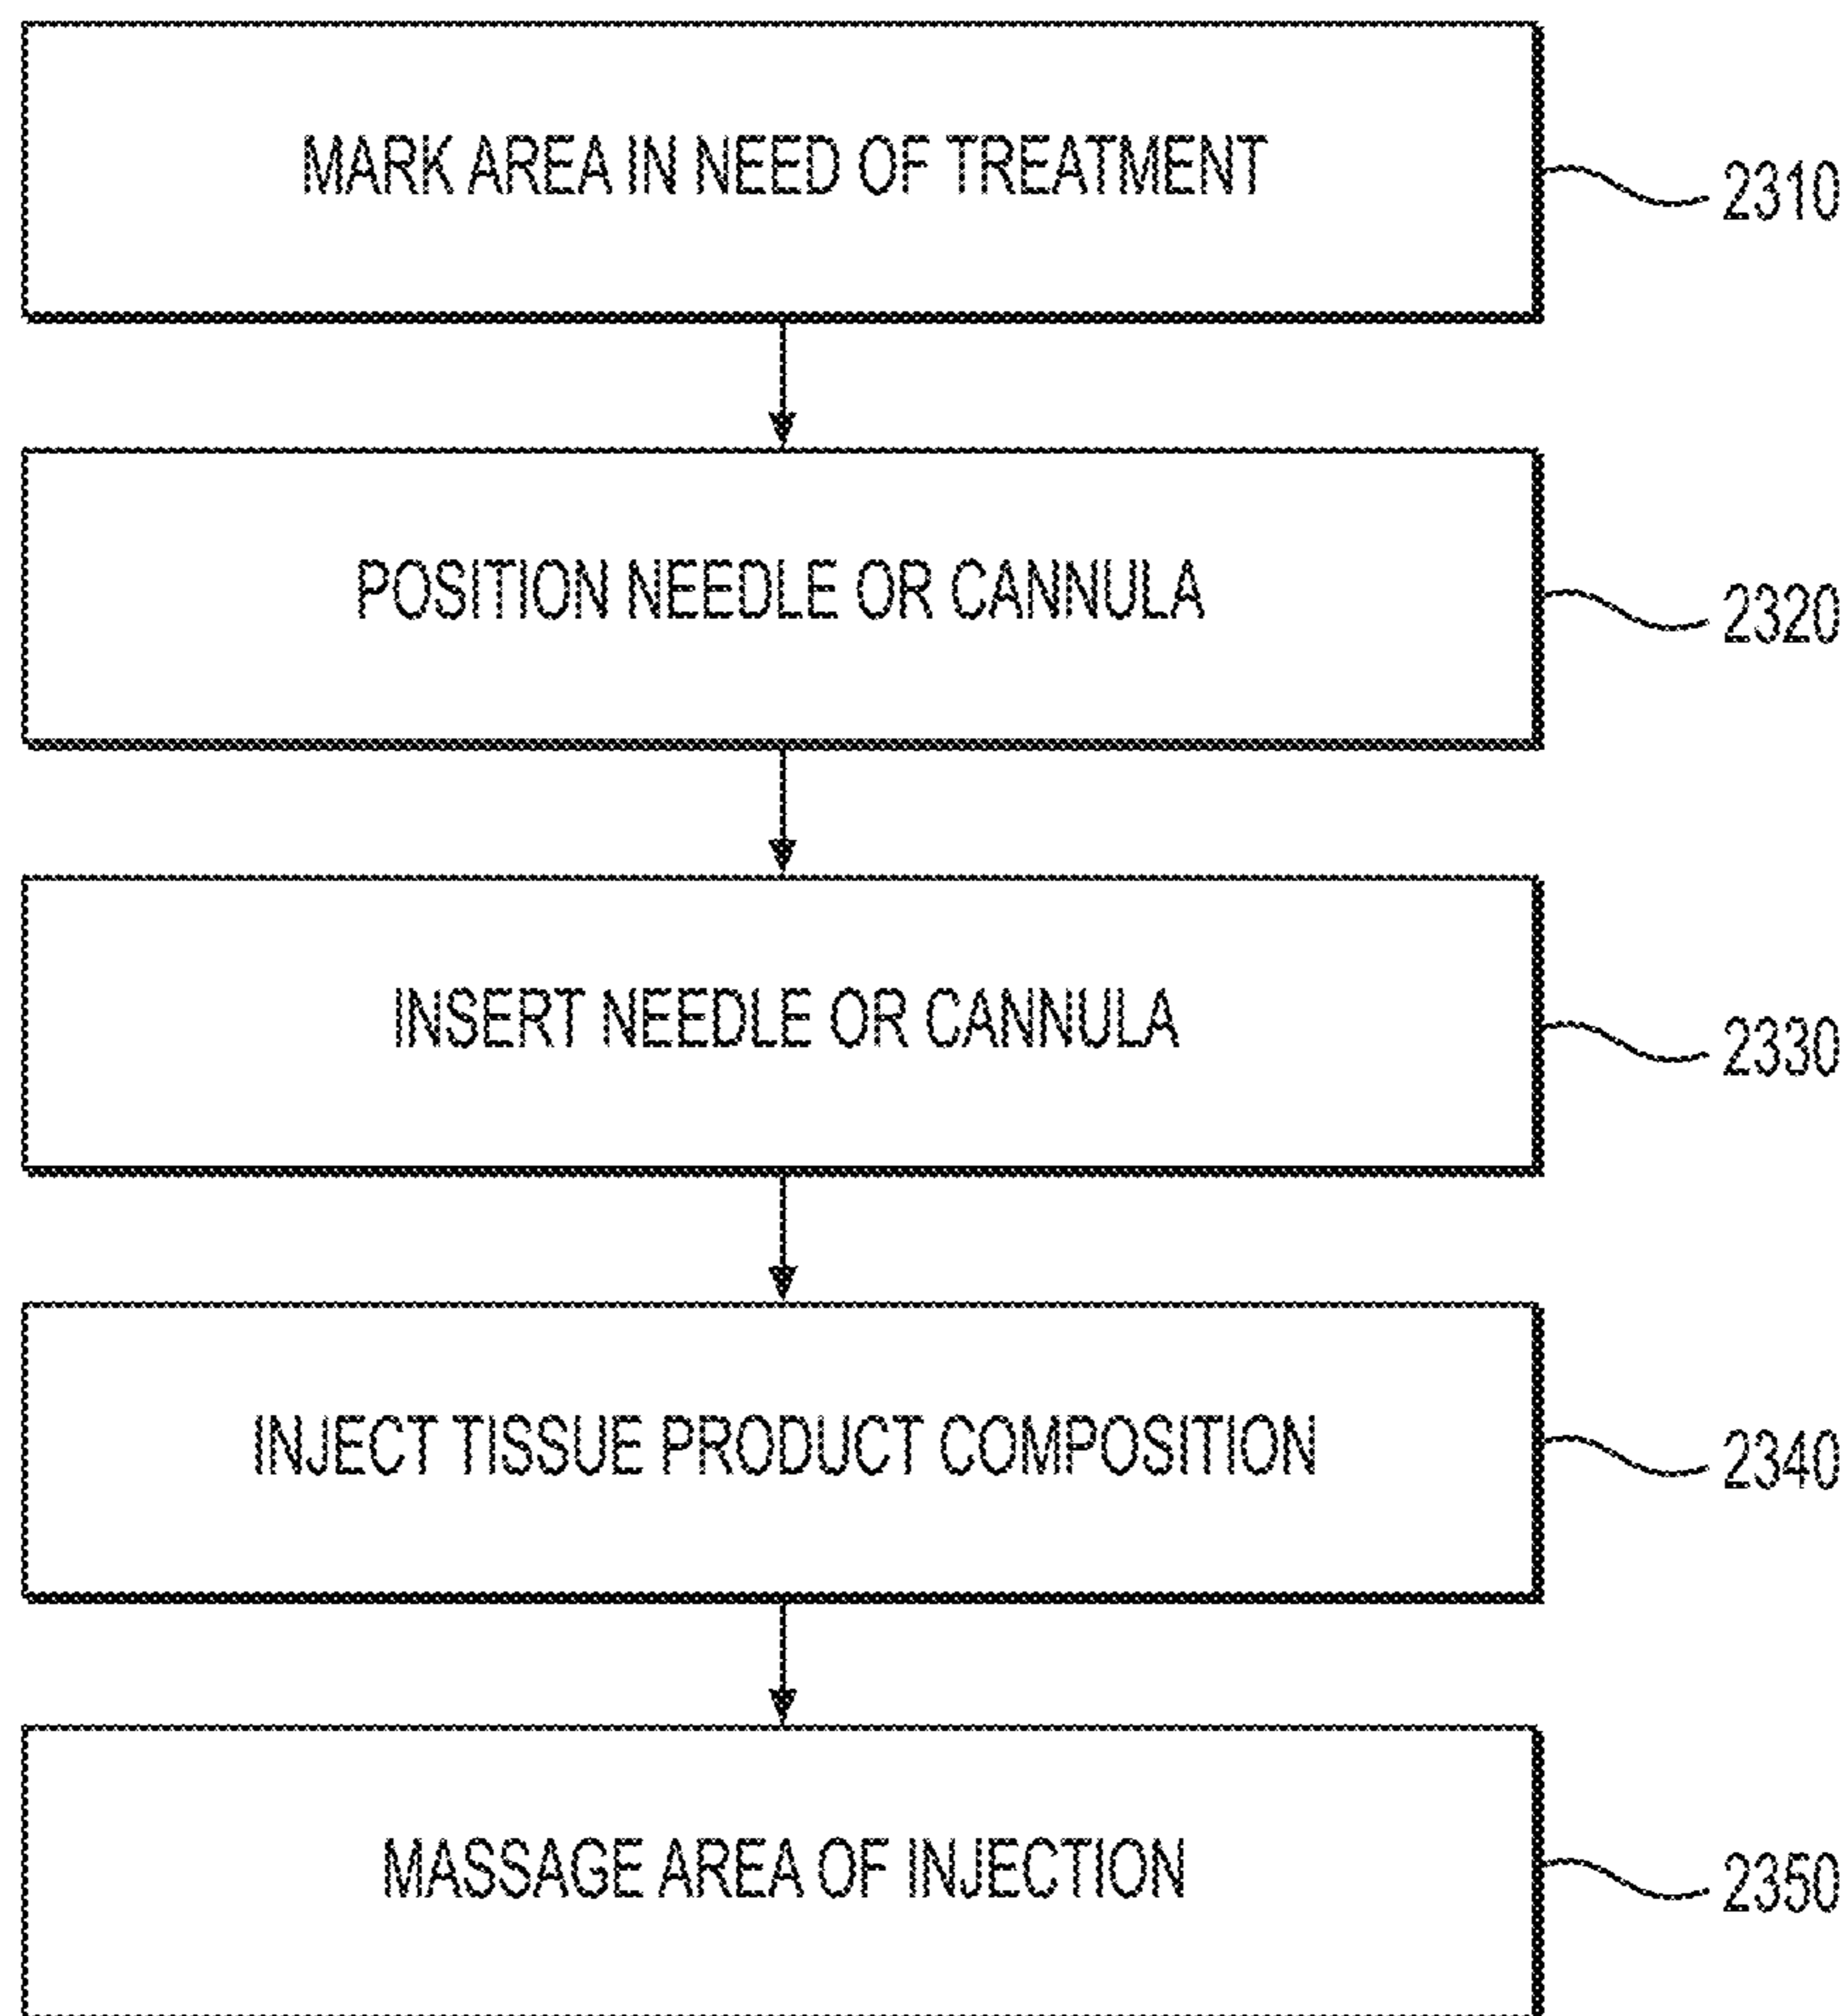 MARK AREA IN NEED OF TREATMENT
2310
POSITION NEEDLE OR CANNULA
2320
INSERT NEEDLE OR CANNULA
2330
INJECT TISSUE PRODUCT COMPOSITION
2340
MASSAGE AREA OF INJECTION
2350